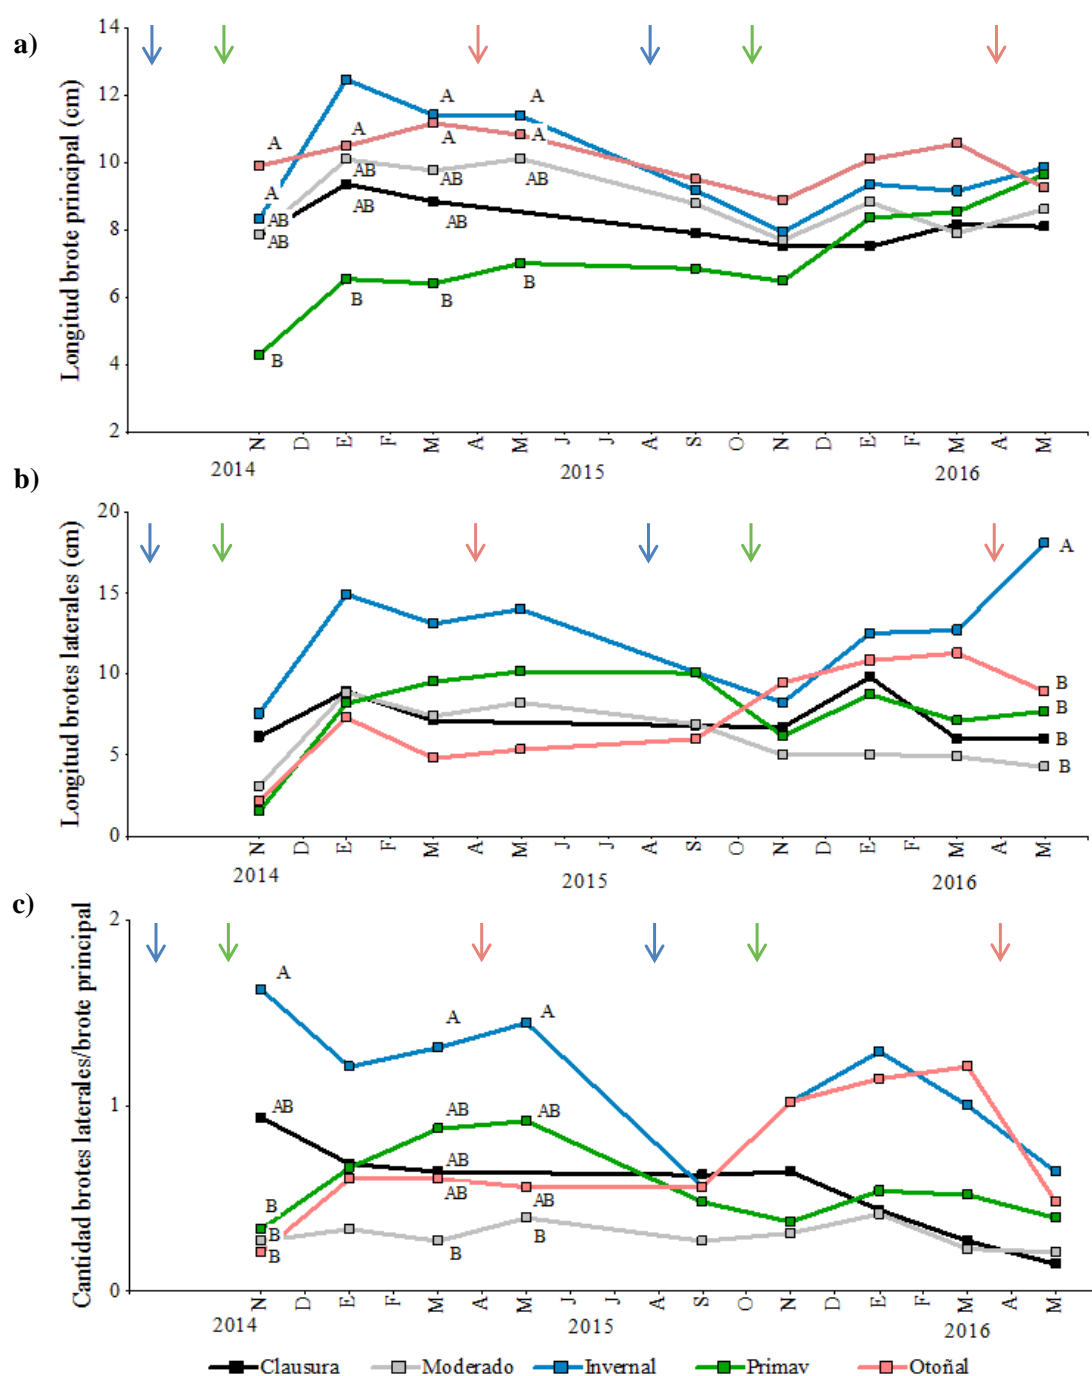 a)
Longitud brote principal (cm)
14
12
10
8
6
4
2
A
A
A
A
A
A
A
A
AB
AB
AB
AB
AB
AB
AB
B
B
B
B
N D E F M A M J J A S O N D E F M A M
2014 2015 2016
b)
Longitud brotes laterales (cm)
20
15
10
5
0
A
B
B
B
B
N D E F M A M J J A S O N D E F M A M
2014 2015 2016
c)
Cantidad brotes laterales/brote principal
2
1
0
A
A
A
AB
AB
AB
AB
AB
AB
B
B
B
B
B
N D E F M A M J J A S O N D E F M A M
2014 2015 2016
Clausura Moderado Invernal Primav Otoñal